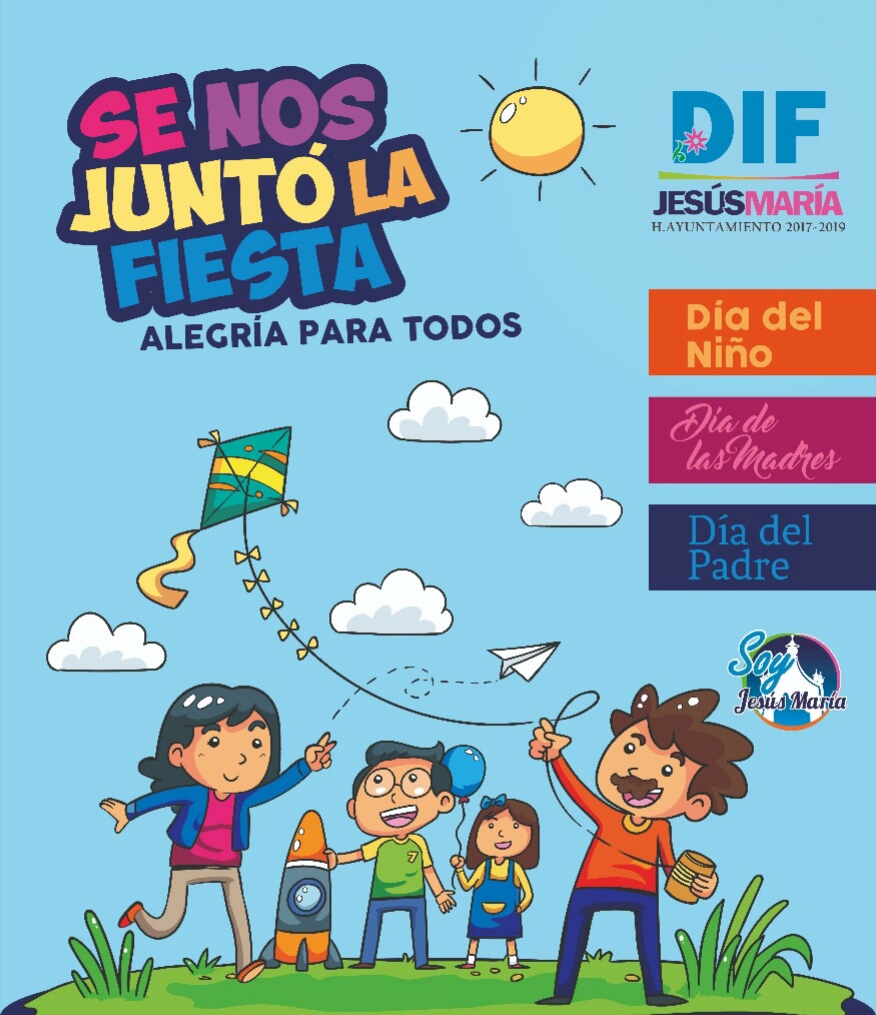 SE NOS
JUNTÓ LA
FIESTA
ALEGRÍA PARA TODOS
DIF
JESÚSMARÍA
H.AYUNTAMIENTO 2017-2019
Día del
Niño
Día de
las Madres
Día del
Padre
Soy
Jesús María
7